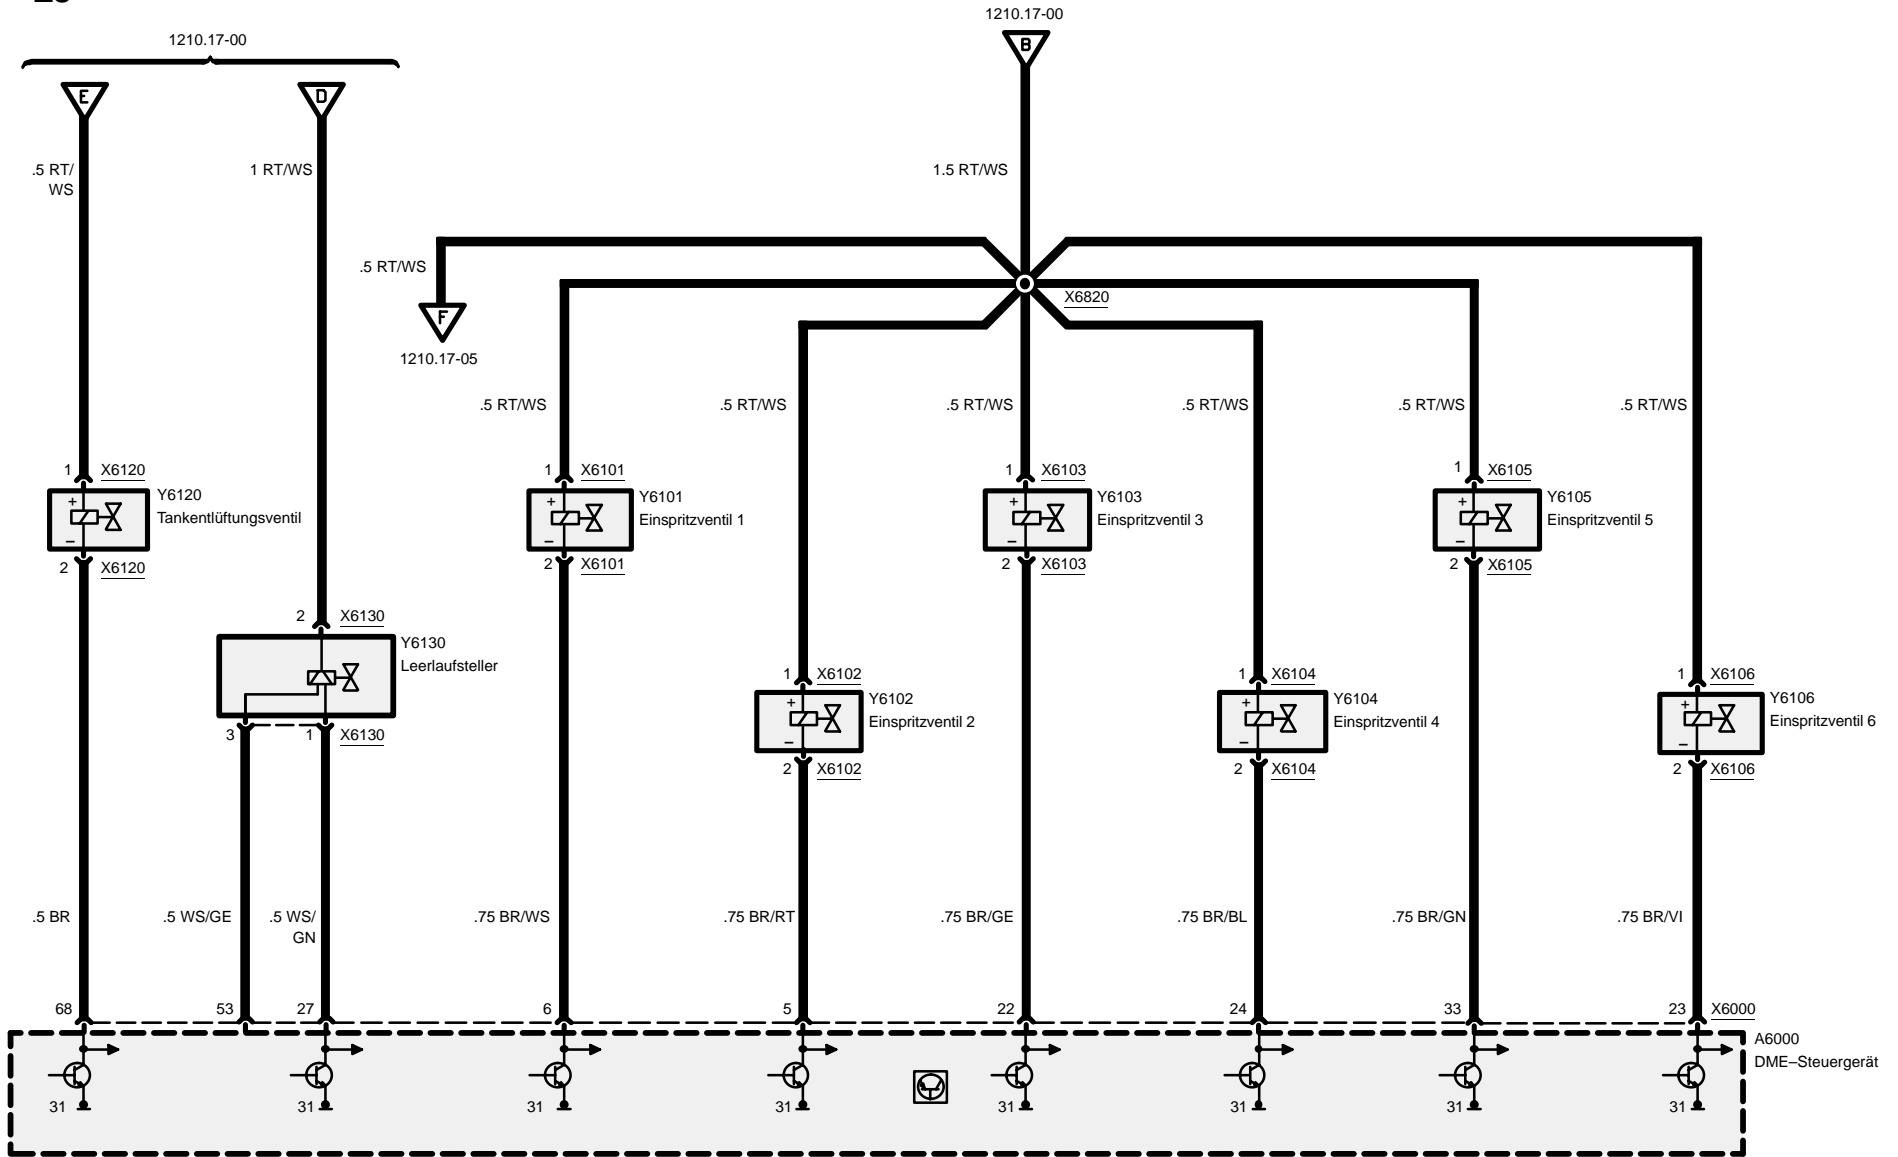 1210.17-00
1210.17-00
E
D
B
.5 RT/
WS
1 RT/WS
1.5 RT/WS
.5 RT/WS
X6820
F
1210.17-05
.5 RT/WS
.5 RT/WS
.5 RT/WS
.5 RT/WS
.5 RT/WS
.5 RT/WS
1 X6120
+
–
Y6120
Tankentlüftungsventil
2 X6120
1 X6101
+
–
Y6101
Einspritzventil 1
2 X6101
1 X6103
+
–
Y6103
Einspritzventil 3
2 X6103
1 X6105
+
–
Y6105
Einspritzventil 5
2 X6105
2 X6130
Y6130
Leerlaufsteller
3 1 X6130
1 X6102
+
–
Y6102
Einspritzventil 2
2 X6102
1 X6104
+
–
Y6104
Einspritzventil 4
2 X6104
1 X6106
+
–
Y6106
Einspritzventil 6
2 X6106
.5 BR
.5 WS/GE
.5 WS/
GN
.75 BR/WS
.75 BR/RT
.75 BR/GE
.75 BR/BL
.75 BR/GN
.75 BR/VI
68 53 27 6 5 22 24 33 23 X6000
A6000
DME–Steuergerät
31 31 31 31 31 31 31 31